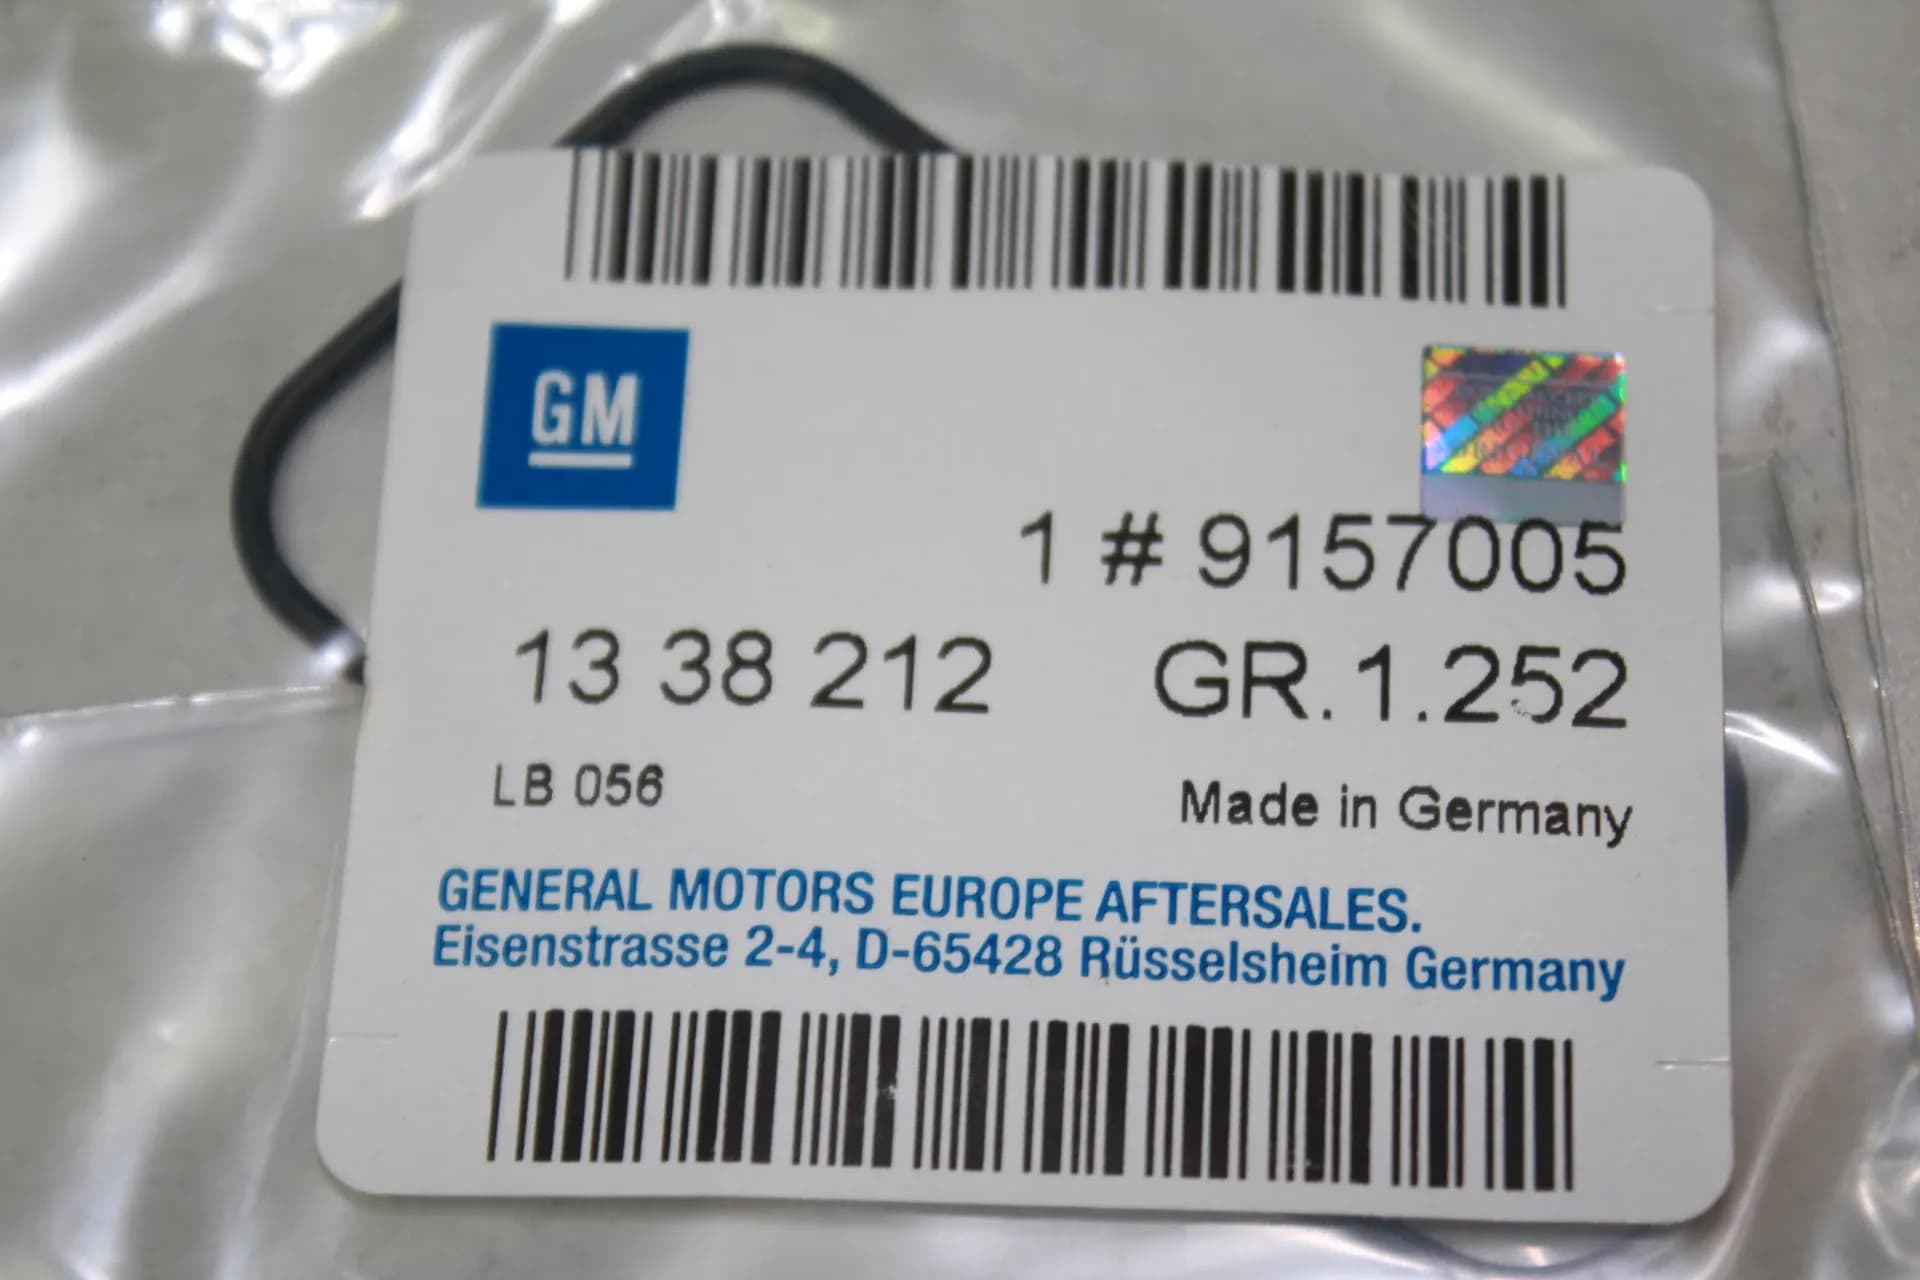 GM
1 # 9157005
13 38 212 GR. 1.252
LB 056 Made in Germany
GENERAL MOTORS EUROPE AFTERSALES.
Eisenstrasse 2-4, D-65428 Rüsselsheim Germany